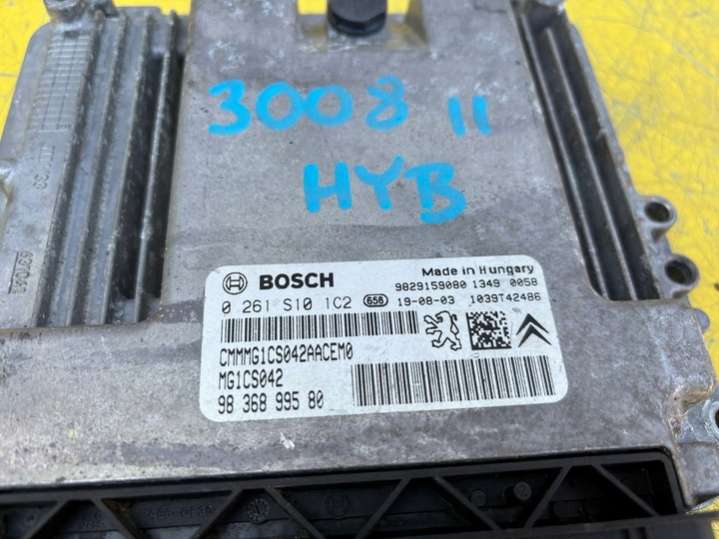 3008 II
HYB
BOSCH
Made in Hungary
9829159080 1349 0058
0 261 S10 1C2 656 19-08-03 1039T42486
CMMMG1CS042AACEM0
MG1CS042
98 368 995 80